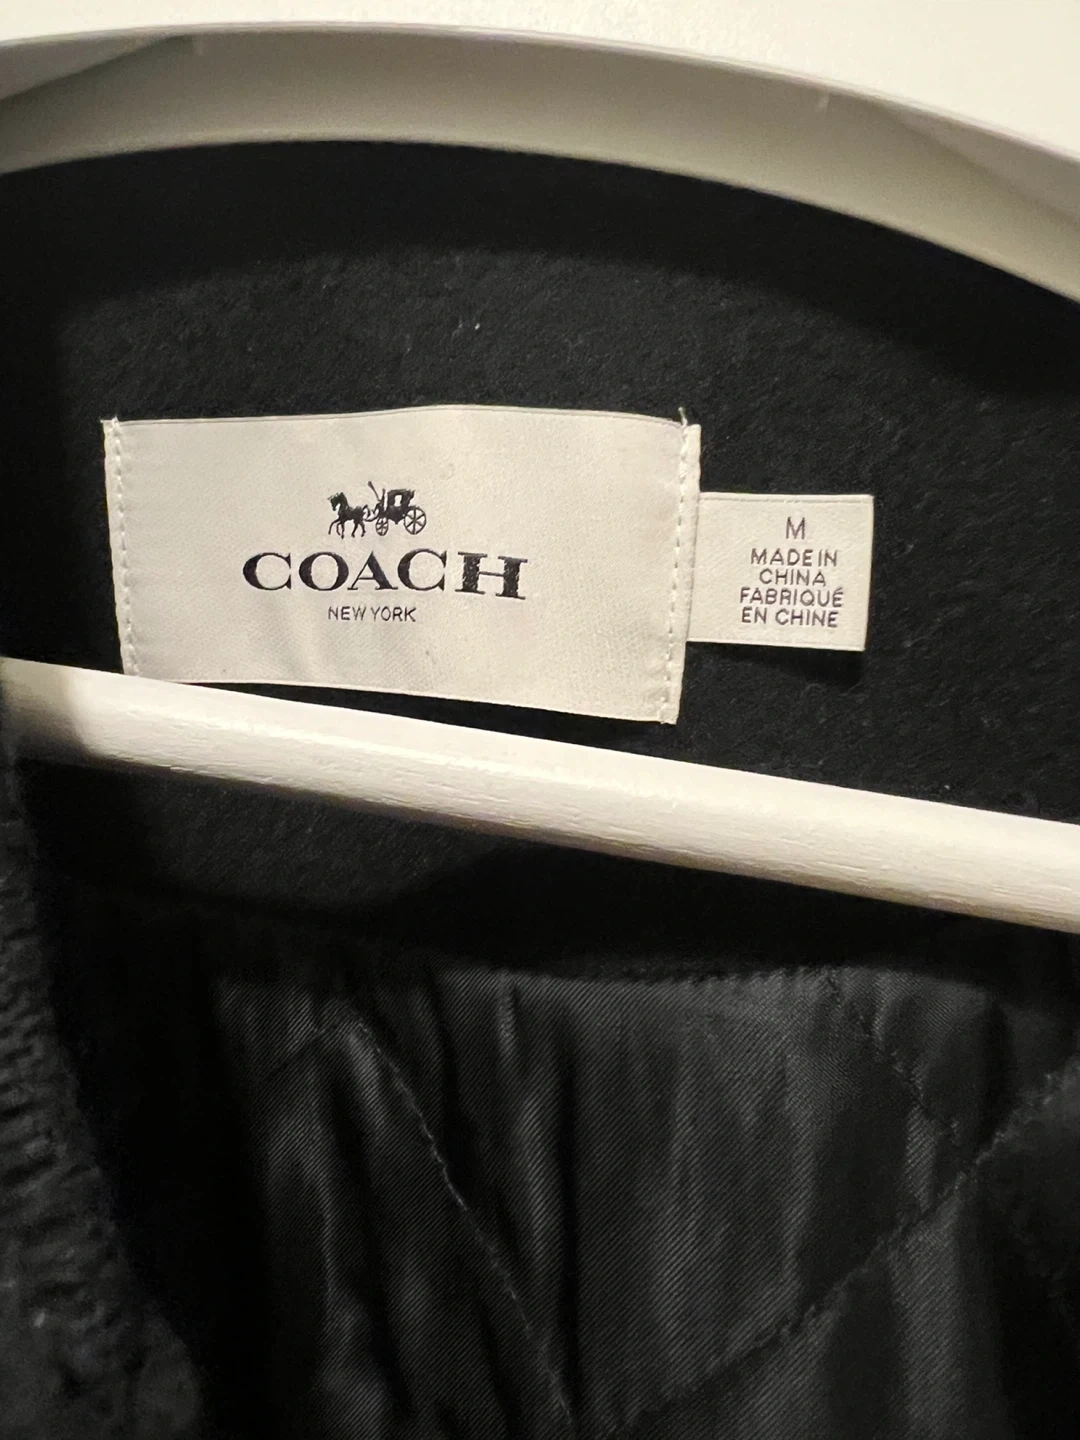 COACH
NEW YORK
M
MADE IN
CHINA
FABRIQUÉ
EN CHINE